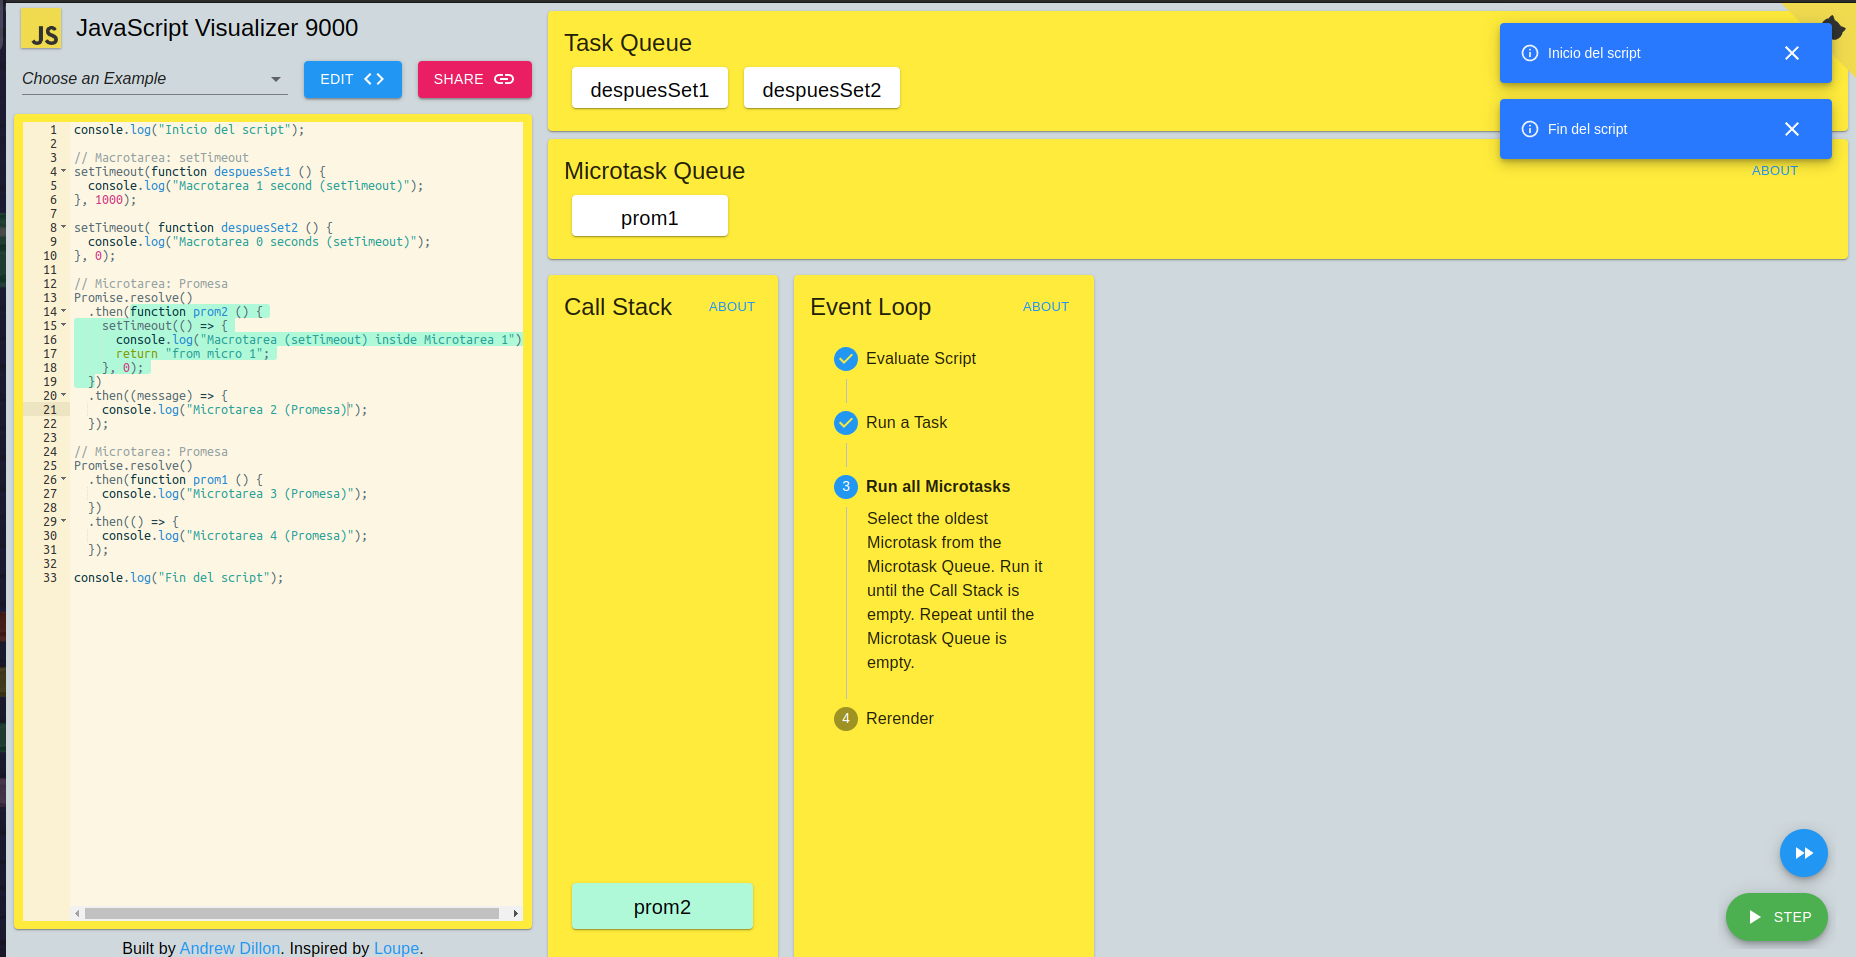 JS
JavaScript Visualizer 9000
Choose an Example
EDIT
SHARE
1 console.log("Inicio del script");
2
3 // Macrotarea: setTimeout
4 setTimeout(function despuesSet1 () {
5 console.log("Macrotarea 1 second (setTimeout)");
6 }, 1000);
7
8 setTimeout( function despuesSet2 () {
9 console.log("Macrotarea 0 seconds (setTimeout)");
10 }, 0);
11
12 // Microtarea: Promesa
13 Promise.resolve()
14 .then(function prom2 () {
15 setTimeout(() => {
16 console.log("Macrotarea (setTimeout) inside Microtarea 1")
17 return "from micro 1";
18 }, 0);
19 })
20 .then((message) => {
21 console.log("Microtarea 2 (Promesa)");
22 });
23
24 // Microtarea: Promesa
25 Promise.resolve()
26 .then(function prom1 () {
27 console.log("Microtarea 3 (Promesa)");
28 })
29 .then(() => {
30 console.log("Microtarea 4 (Promesa)");
31 });
32
33 console.log("Fin del script");
Built by Andrew Dillon. Inspired by Loupe.
Task Queue
despuesSet1
despuesSet2
Inicio del script
Fin del script
Microtask Queue
ABOUT
prom1
Call Stack
ABOUT
prom2
Event Loop
ABOUT
Evaluate Script
Run a Task
3 Run all Microtasks
Select the oldest
Microtask from the
Microtask Queue. Run it
until the Call Stack is
empty. Repeat until the
Microtask Queue is
empty.
4 Rerender
STEP